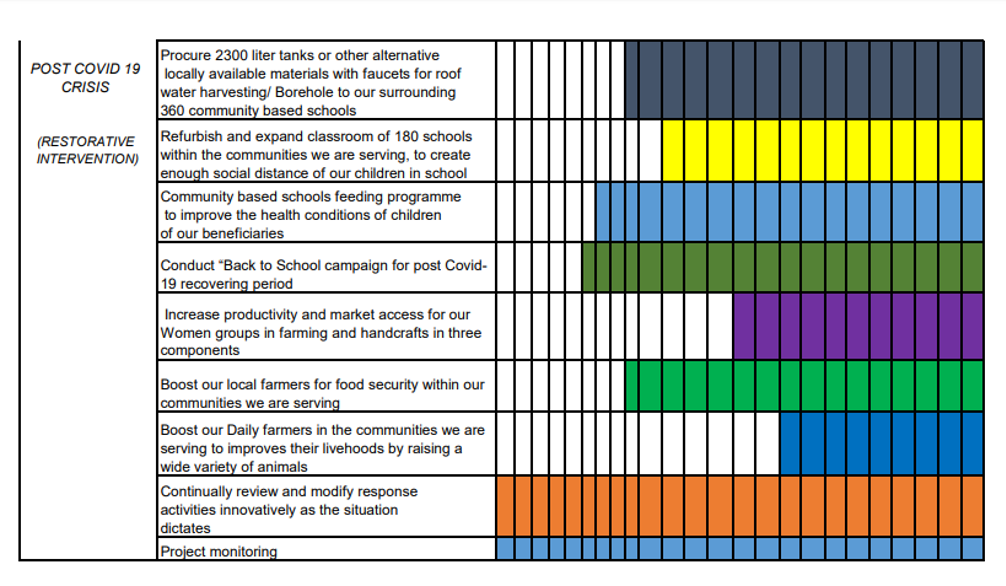 POST COVID 19
CRISIS
(RESTORATIVE
INTERVENTION)
Procure 2300 liter tanks or other alternative
locally available materials with faucets for roof
water harvesting/ Borehole to our surrounding
360 community based schools
Refurbish and expand classroom of 180 schools
within the communities we are serving, to create
enough social distance of our children in school
Community based schools feeding programme
to improve the health conditions of children
of our beneficiaries
Conduct “Back to School campaign for post Covid-
19 recovering period
Increase productivity and market access for our
Women groups in farming and handcrafts in three
components
Boost our local farmers for food security within our
communities we are serving
Boost our Daily farmers in the communities we are
serving to improves their livehoods by raising a
wide variety of animals
Continually review and modify response
activities innovatively as the situation
dictates
Project monitoring